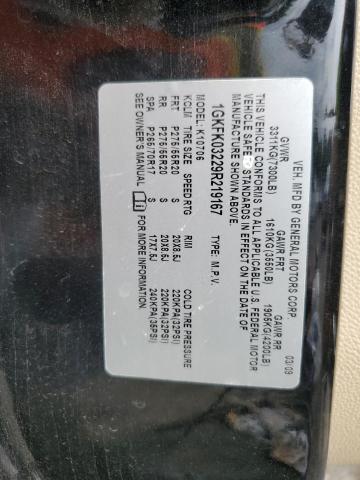 VEH. MFD BY GENERAL MOTORS CORP. 03/09
GVWR GAWR FRT GAWR RR
3311KG(7300LB) 1610KG(3550LB) 1905KG(4200LB)
THIS VEHICLE CONFORMS TO ALL APPLICABLE U.S. FEDERAL MOTOR
VEHICLE SAFETY STANDARDS IN EFFECT ON THE DATE OF
MANUFACTURE SHOWN ABOVE.
1GKFK03229R219167 TYPE: M.P.V.
MODEL: K10706
KCLM TIRE SIZE SPEED RTG RIM COLD TIRE PRESSURE
FRT P275/55R20 S 20X8.5J 220KPA(32PSI)
RR P275/55R20 S 20X8.5J 220KPA(32PSI)
SPA P265/70R17 S 17X7.5J 240KPA(35PSI)
SEE OWNER'S MANUAL FOR MORE INFORMATION.